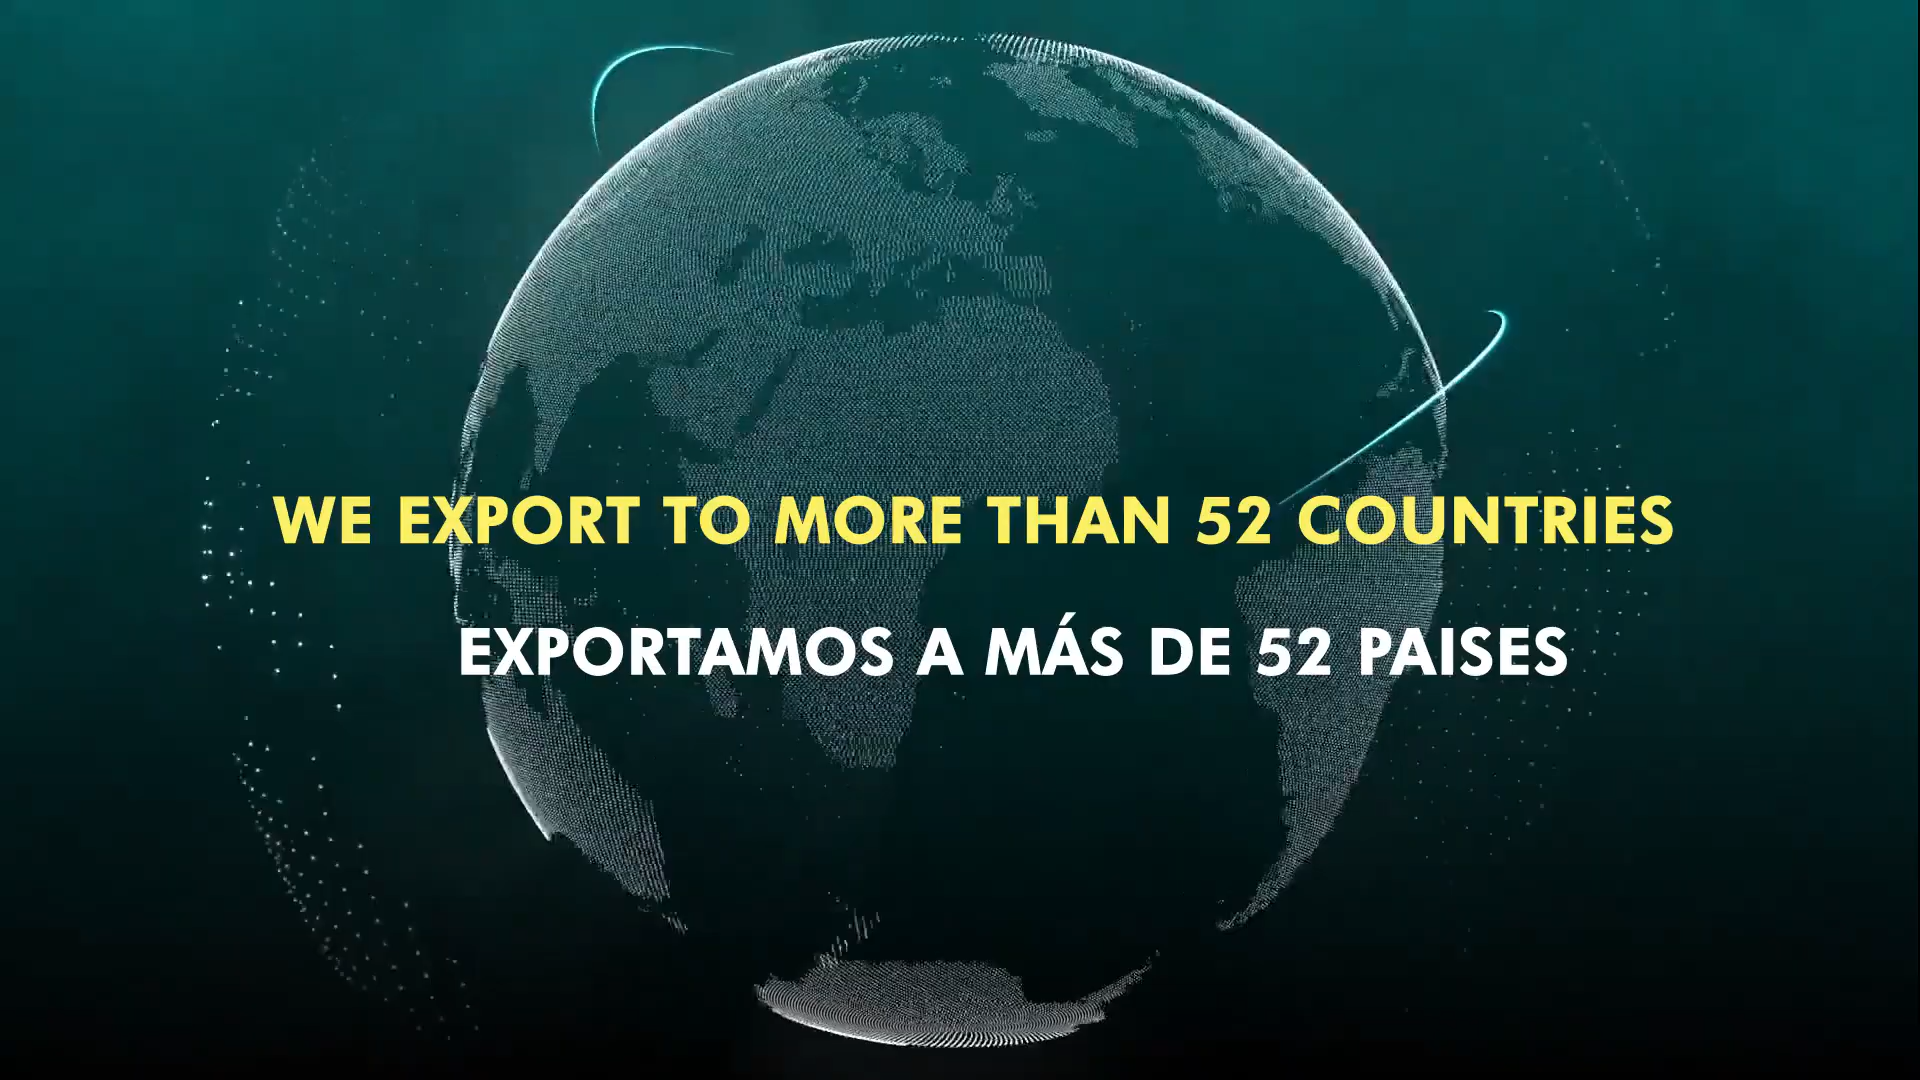 WE EXPORT TO MORE THAN 52 COUNTRIES
EXPORTAMOS A MÁS DE 52 PAISES